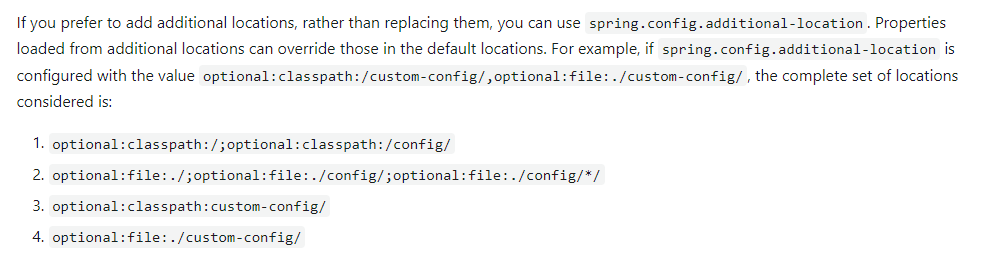 If you prefer to add additional locations, rather than replacing them, you can use spring.config.additional-location. Properties
loaded from additional locations can override those in the default locations. For example, if spring.config.additional-location is
configured with the value optional:classpath:/custom-config/,optional:file:./custom-config/, the complete set of locations
considered is:
1. optional:classpath:/;optional:classpath:/config/
2. optional:file:./;optional:file:./config/;optional:file:./config/*/
3. optional:classpath:custom-config/
4. optional:file:./custom-config/